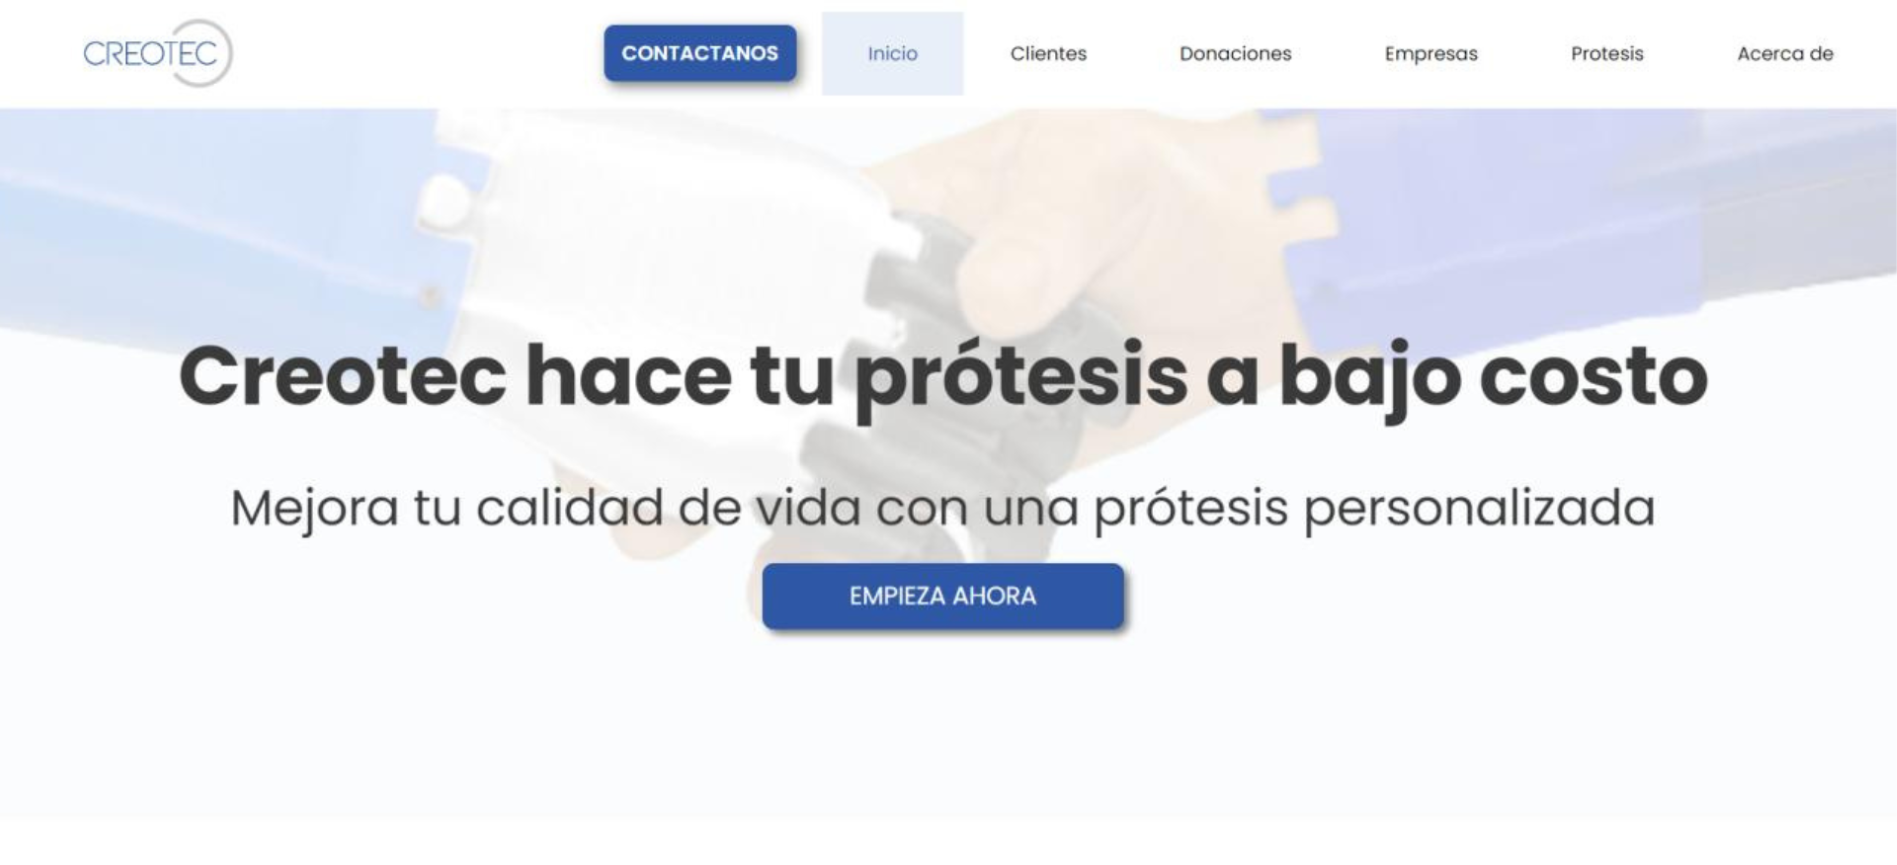 CREOTEC
CONTACTANOS
Inicio
Clientes
Donaciones
Empresas
Protesis
Acerca de
Creotec hace tu prótesis a bajo costo
Mejora tu calidad de vida con una prótesis personalizada
EMPIEZA AHORA